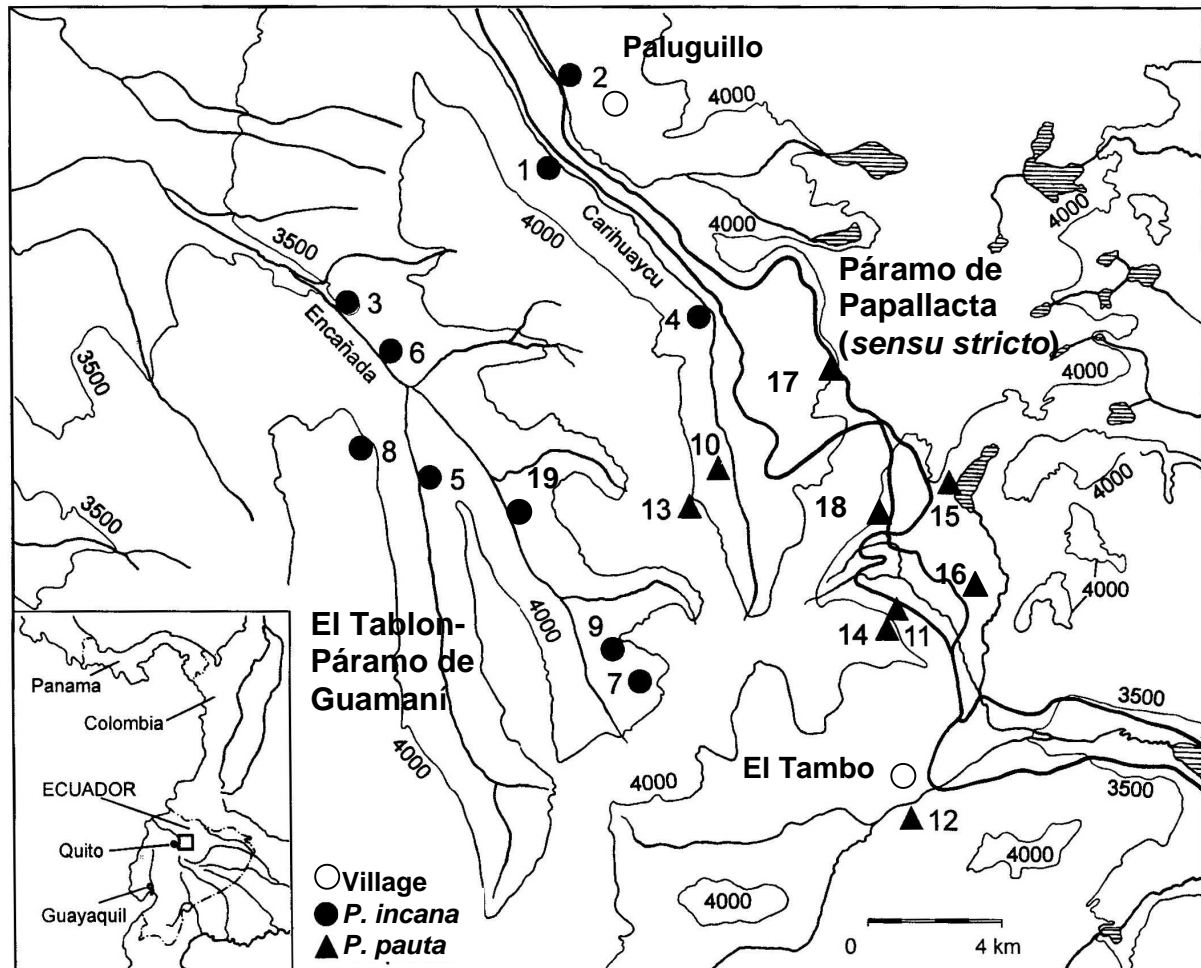 Paluguillo
2
4000
1
4000
4000
4000
Carihuaycu
3500
3
Encañada
6
4
Páramo de
Papallacta
(sensu stricto)
17
4000
3500
8
5
19
10
13
18
15
4000
3500
16
4000
4000
14
11
9
7
El Tablon-
Páramo de
Guamaní
4000
3500
4000
El Tambo
3500
12
4000
4000
Panama
Colombia
ECUADOR
Quito
Guayaquil
Village
P. incana
P. pauta
0 4 km